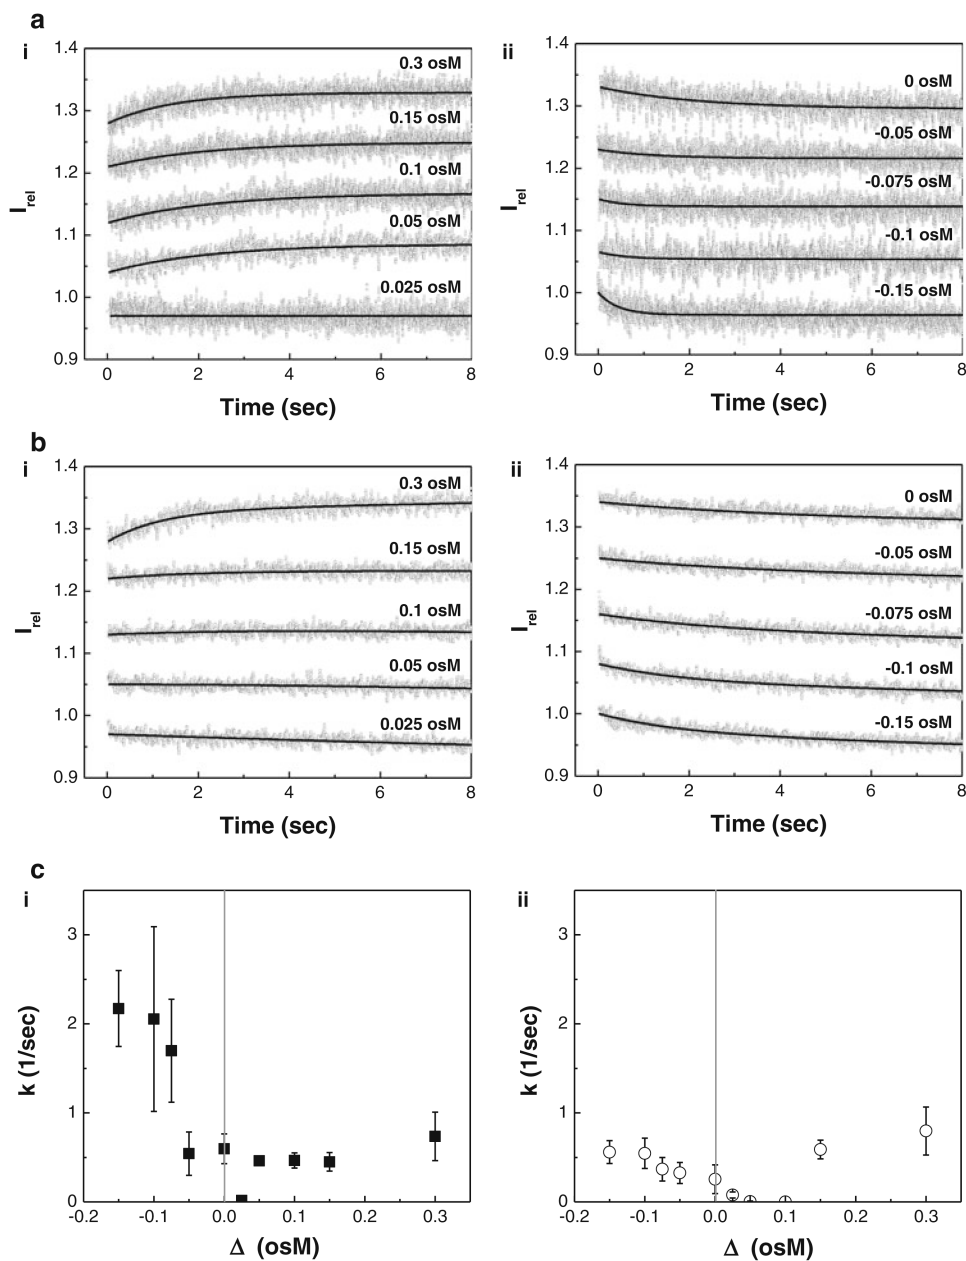 a
i
ii
1.4
1.3
1.2
1.1
1.0
0.9
I rel
0.3 osM
0.15 osM
0.1 osM
0.05 osM
0.025 osM
0 2 4 6 8
Time (sec)
1.4
1.3
1.2
1.1
1.0
0.9
I rel
0 osM
-0.05 osM
-0.075 osM
-0.1 osM
-0.15 osM
0 2 4 6 8
Time (sec)
b
i
ii
1.4
1.3
1.2
1.1
1.0
0.9
I rel
0.3 osM
0.15 osM
0.1 osM
0.05 osM
0.025 osM
0 2 4 6 8
Time (sec)
1.4
1.3
1.2
1.1
1.0
0.9
I rel
0 osM
-0.05 osM
-0.075 osM
-0.1 osM
-0.15 osM
0 2 4 6 8
Time (sec)
c
i
ii
3
2
1
0
k (1/sec)
-0.2 -0.1 0.0 0.1 0.2 0.3
Δ (osM)
3
2
1
0
k (1/sec)
-0.2 -0.1 0.0 0.1 0.2 0.3
Δ (osM)